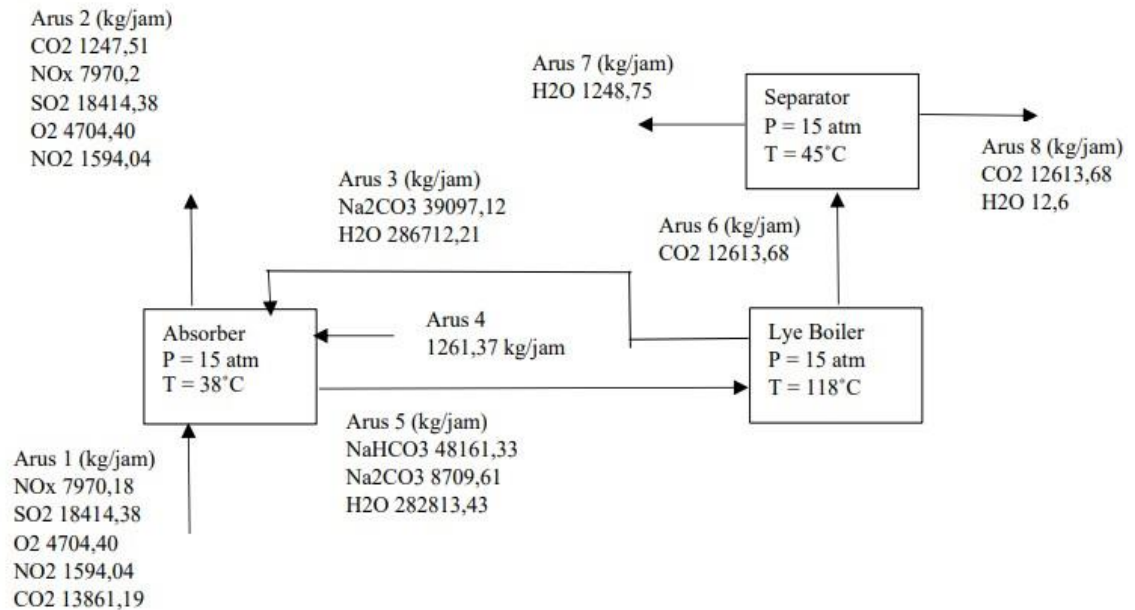 Arus 2 (kg/jam)
CO2 1247,51
NOx 7970,2
SO2 18414,38
O2 4704,40
NO2 1594,04
Arus 7 (kg/jam)
H2O 1248,75
Separator
P = 15 atm
T = 45˚C
Arus 8 (kg/jam)
CO2 12613,68
H2O 12,6
Arus 3 (kg/jam)
Na2CO3 39097,12
H2O 286712,21
Arus 6 (kg/jam)
CO2 12613,68
Absorber
P = 15 atm
T = 38˚C
Arus 4
1261,37 kg/jam
Lye Boiler
P = 15 atm
T = 118˚C
Arus 5 (kg/jam)
NaHCO3 48161,33
Na2CO3 8709,61
H2O 282813,43
Arus 1 (kg/jam)
NOx 7970,18
SO2 18414,38
O2 4704,40
NO2 1594,04
CO2 13861,19